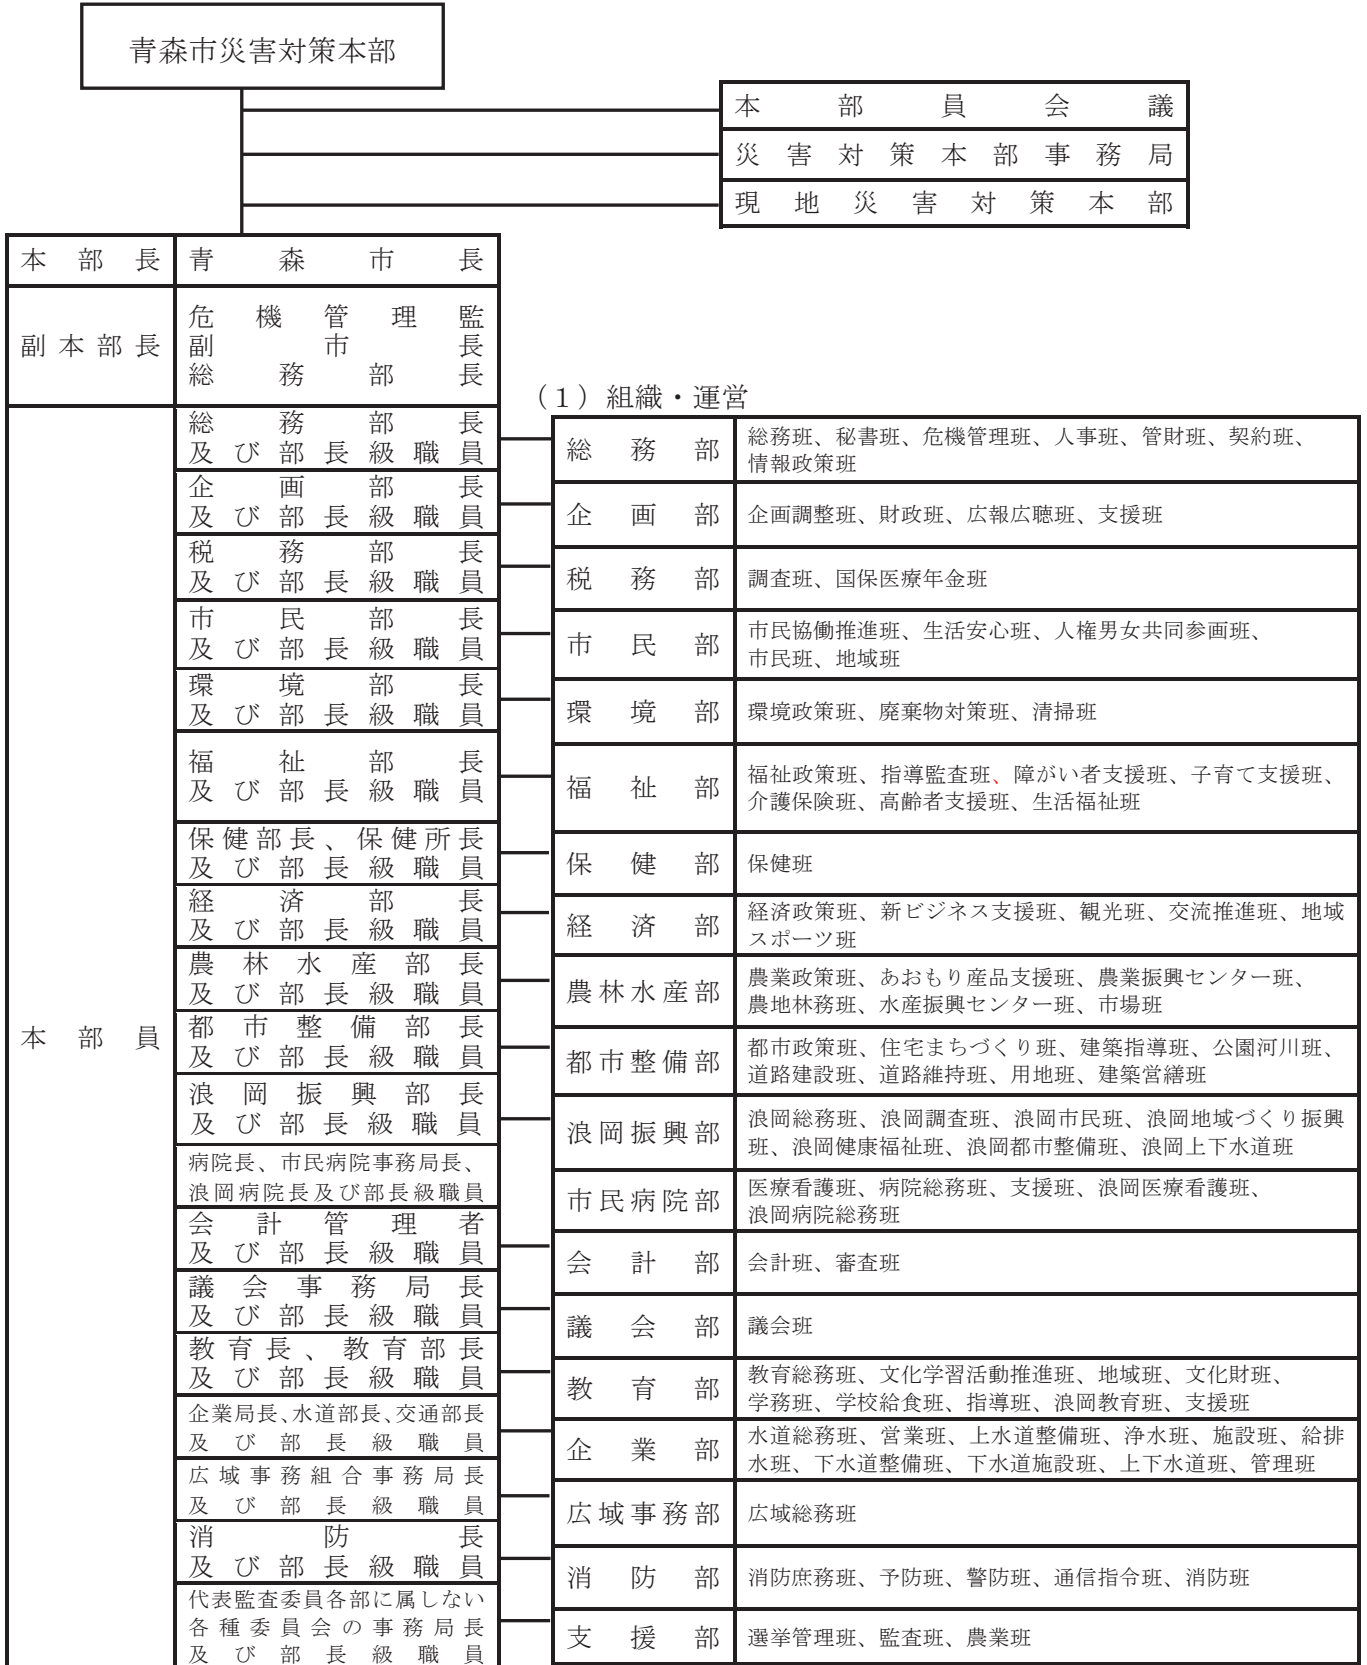 青森市災害対策本部
本部員会議
災害対策本部事務局
現地災害対策本部
本部長 青森市長
副本部長
危機管理監
副市長
総務部長
(1)組織・運営
本部員
総務部長
及び部長級職員
総務部
総務班、秘書班、危機管理班、人事班、管財班、契約班、
情報政策班
企画部長
及び部長級職員
企画部
企画調整班、財政班、広報広聴班、支援班
税務部長
及び部長級職員
税務部
調査班、国保医療年金班
市民部長
及び部長級職員
市民部
市民協働推進班、生活安心班、人権男女共同参画班、
市民班、地域班
環境部長
及び部長級職員
環境部
環境政策班、廃棄物対策班、清掃班
福祉部長
及び部長級職員
福祉部
福祉政策班、指導監査班、障がい者支援班、子育て支援班、
介護保険班、高齢者支援班、生活福祉班
保健部長、保健所長
及び部長級職員
保健部
保健班
経済部長
及び部長級職員
経済部
経済政策班、新ビジネス支援班、観光班、交流推進班、地域
スポーツ班
農林水産部長
及び部長級職員
農林水産部
農業政策班、あおもり産品支援班、農業振興センター班、
農地林務班、水産振興センター班、市場班
都市整備部長
及び部長級職員
都市整備部
都市政策班、住宅まちづくり班、建築指導班、公園河川班、
道路建設班、道路維持班、用地班、建築営繕班
浪岡振興部長
及び部長級職員
浪岡振興部
浪岡総務班、浪岡調査班、浪岡市民班、浪岡地域づくり振興
班、浪岡健康福祉班、浪岡都市整備班、浪岡上下水道班
病院長、市民病院事務局長、
浪岡病院長及び部長級職員
市民病院部
医療看護班、病院総務班、支援班、浪岡医療看護班、
浪岡病院総務班
会計管理者
及び部長級職員
会計部
会計班、審査班
議会事務局長
及び部長級職員
議会部
議会班
教育長、教育部長
及び部長級職員
教育部
教育総務班、文化学習活動推進班、地域班、文化財班、
学務班、学校給食班、指導班、浪岡教育班、支援班
企業局長、水道部長、交通部長
及び部長級職員
企業部
水道総務班、営業班、上水道整備班、浄水班、施設班、給排
水班、下水道整備班、下水道施設班、上下水道班、管理班
広域事務組合事務局長
及び部長級職員
広域事務部
広域総務班
消防長
及び部長級職員
消防部
消防庶務班、予防班、警防班、通信指令班、消防班
代表監査委員各部に属しない
各種委員会の事務局長
及び部長級職員
支援部
選挙管理班、監査班、農業班